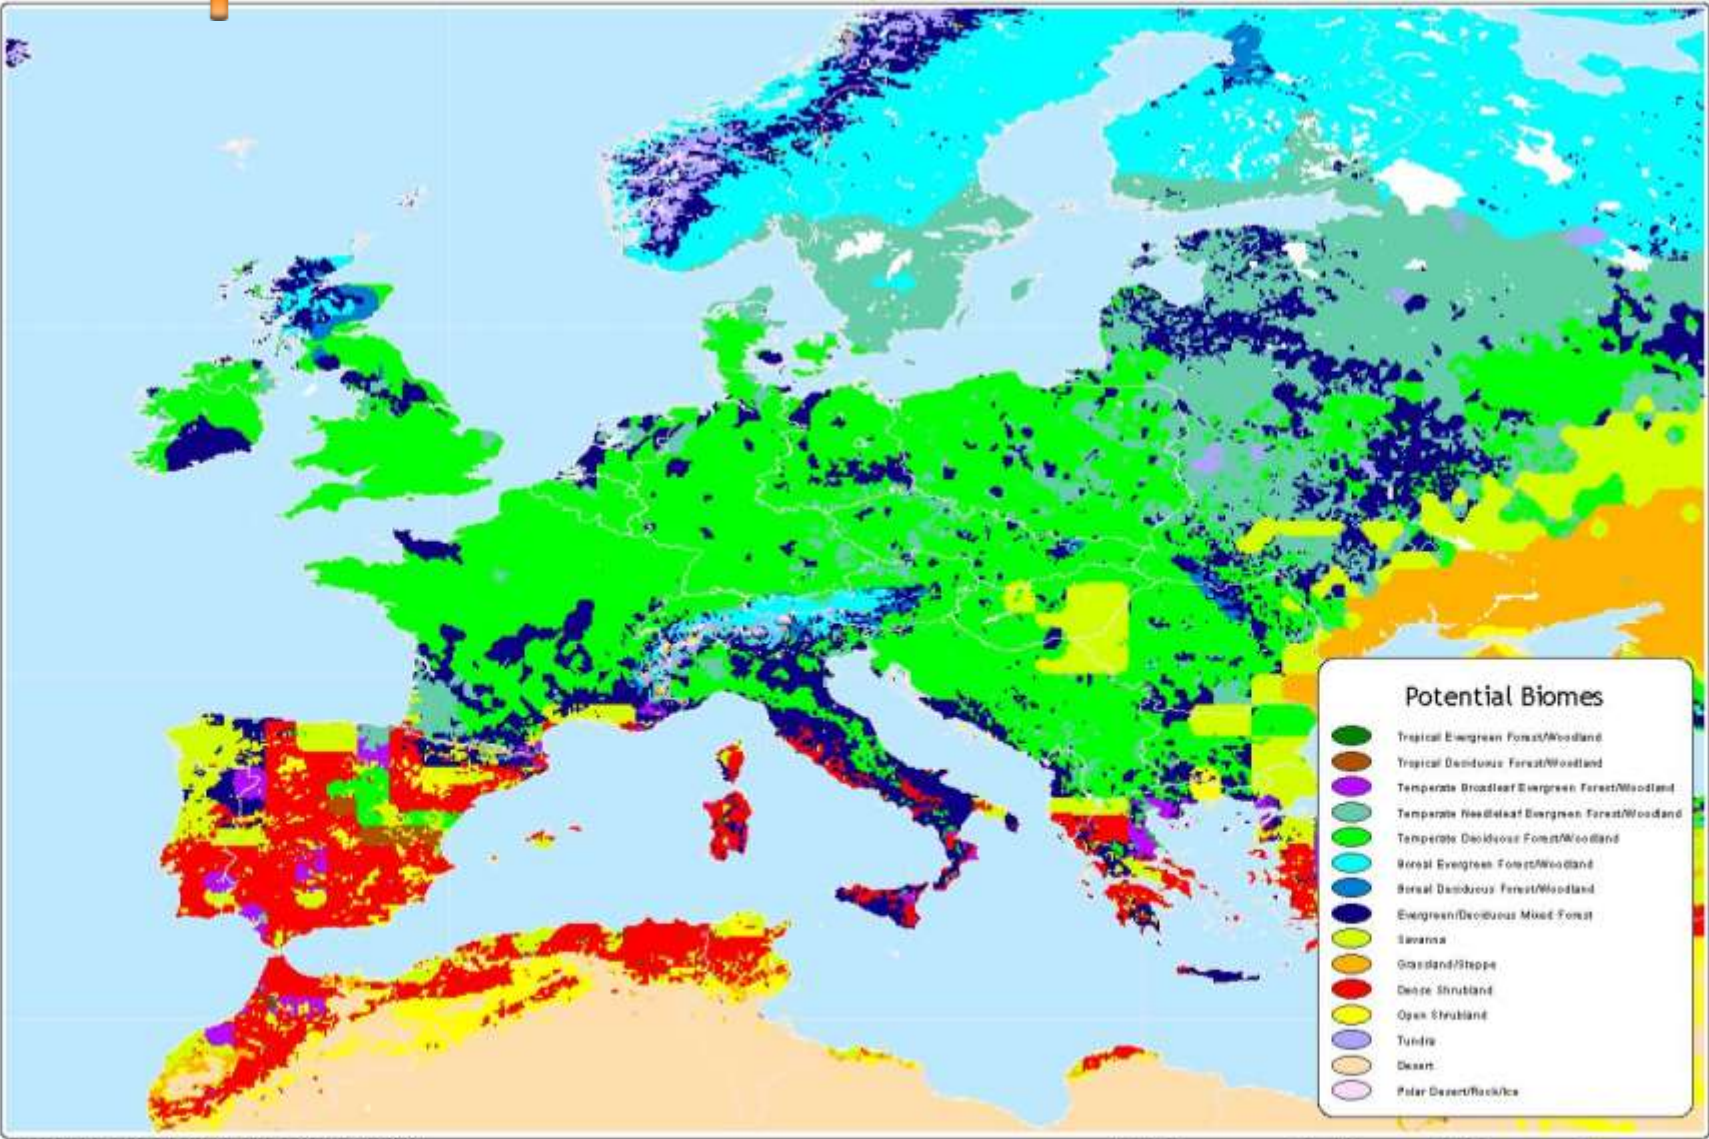 Potential Biomes
Tropical Evergreen Forest/Woodland
Tropical Deciduous Forest/Woodland
Temperate Broadleaf Evergreen Forest/Woodland
Temperate Needleleaf Evergreen Forest/Woodland
Temperate Deciduous Forest/Woodland
Boreal Evergreen Forest/Woodland
Boreal Deciduous Forest/Woodland
Evergreen/Deciduous Mixed Forest
Savanna
Grassland/Steppe
Dense Shrubland
Open Shrubland
Tundra
Desert
Polar Desert/Rock/Ice